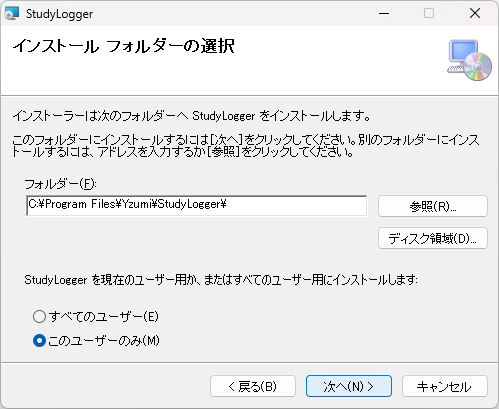 StudyLogger
インストール フォルダーの選択
インストーラーは次のフォルダーへ StudyLogger をインストールします。
このフォルダーにインストールするには[次へ]をクリックしてください。別のフォルダーにインス
トールするには、アドレスを入力するか[参照]をクリックしてください。
フォルダー(F):
C:¥Program Files¥Yzumi¥StudyLogger¥
参照(R)...
ディスク領域(D)...
StudyLogger を現在のユーザー用か、またはすべてのユーザー用にインストールします:
すべてのユーザー(E)
このユーザーのみ(M)
< 戻る(B)
次へ(N) >
キャンセル